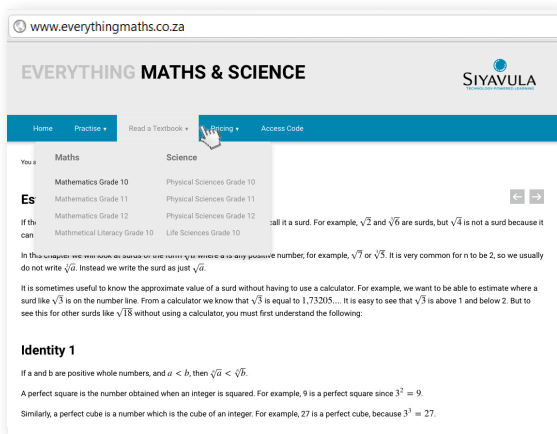 www.everythingmaths.co.za
EVERYTHING MATHS & SCIENCE
SIYAVULA
TECHNOLOGY-POWERED LEARNING
Home Practise ▾ Read a Textbook ▾ Pricing ▾ Access Code
You a
Maths Science
Mathematics Grade 10 Physical Sciences Grade 10
Mathematics Grade 11 Physical Sciences Grade 11
Mathematics Grade 12 Physical Sciences Grade 12
Mathmetical Literacy Grade 10 Life Sciences Grade 10
Es
If the call it a surd. For example, √2 and ∛6 are surds, but √4 is not a surd because it
can
In this chapter we will look at surds of the form ⁿ√a where a is any positive number, for example, √7 or ∛5. It is very common for n to be 2, so we usually
do not write ²√a. Instead we write the surd as just √a.
It is sometimes useful to know the approximate value of a surd without having to use a calculator. For example, we want to be able to estimate where a
surd like √3 is on the number line. From a calculator we know that √3 is equal to 1,73205.... It is easy to see that √3 is above 1 and below 2. But to
see this for other surds like √18 without using a calculator, you must first understand the following:
Identity 1
If a and b are positive whole numbers, and a < b, then ⁿ√a < ⁿ√b.
A perfect square is the number obtained when an integer is squared. For example, 9 is a perfect square since 3² = 9.
Similarly, a perfect cube is a number which is the cube of an integer. For example, 27 is a perfect cube, because 3³ = 27.